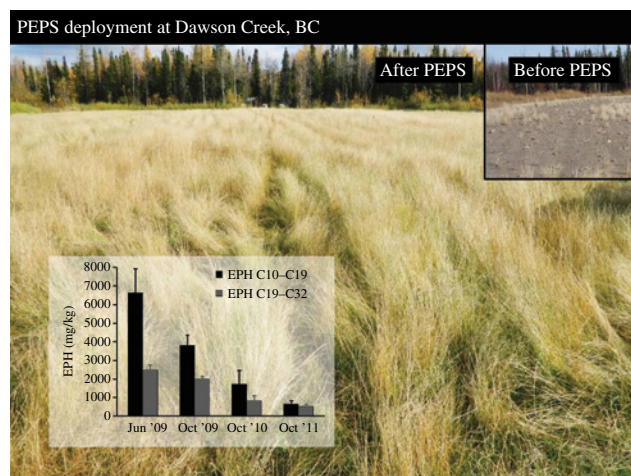 PEPS deployment at Dawson Creek, BC
After PEPS
Before PEPS
8000
7000
6000
5000
4000
3000
2000
1000
0
EPH (mg/kg)
EPH C10–C19
EPH C19–C32
Jun ’09 Oct ’09 Oct ’10 Oct ’11